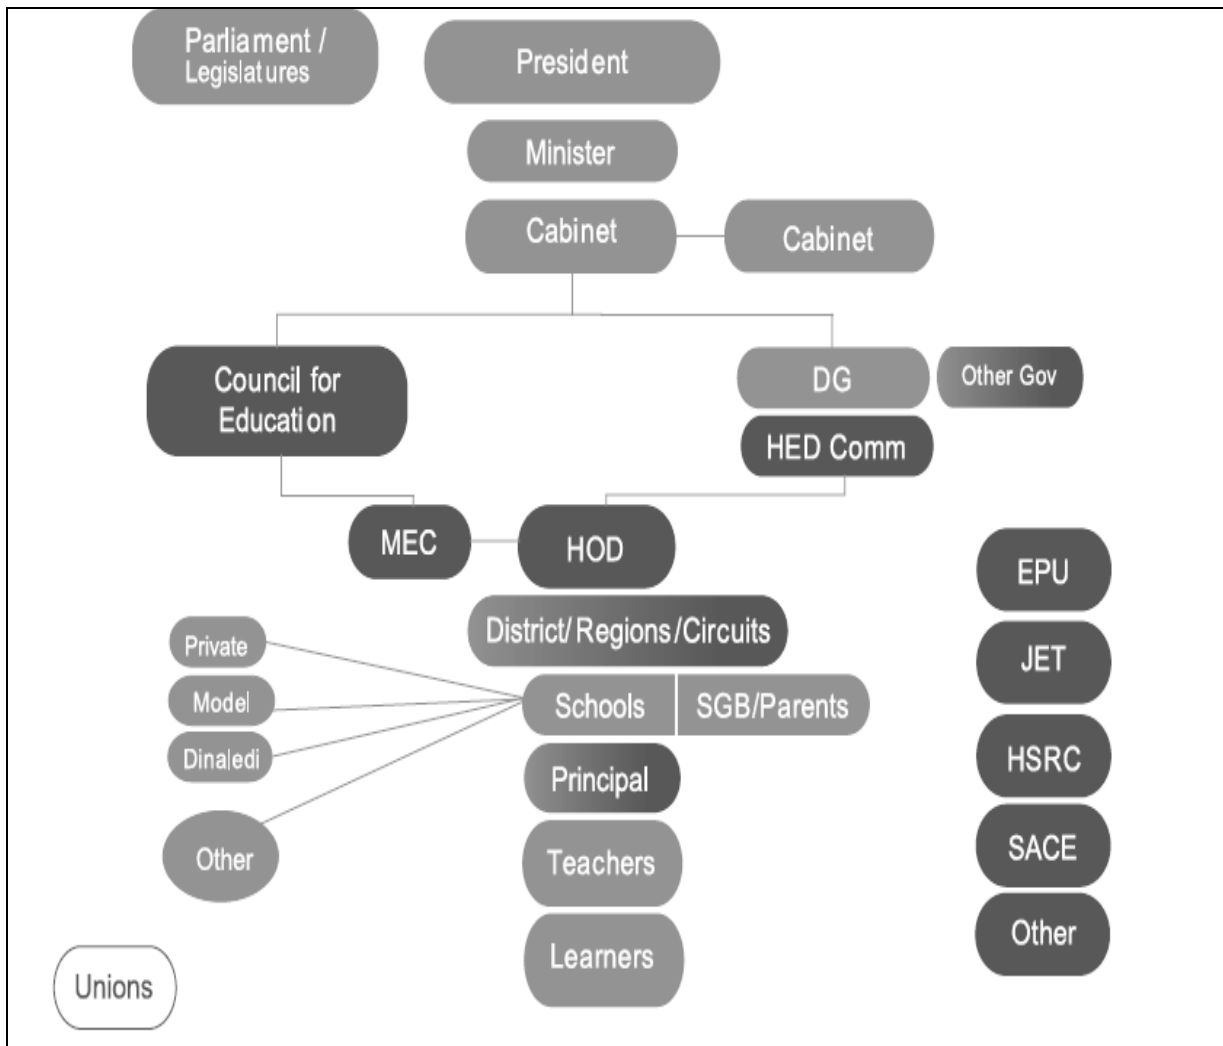 Parliament /
Legislatures
President
Minister
Cabinet
Cabinet
Council for
Education
DG
Other Gov
HED Comm
MEC
HOD
District/Regions/Circuits
Schools
SGB/Parents
Principal
Teachers
Learners
Private
Model
Dinaledi
Other
EPU
JET
HSRC
SACE
Other
Unions